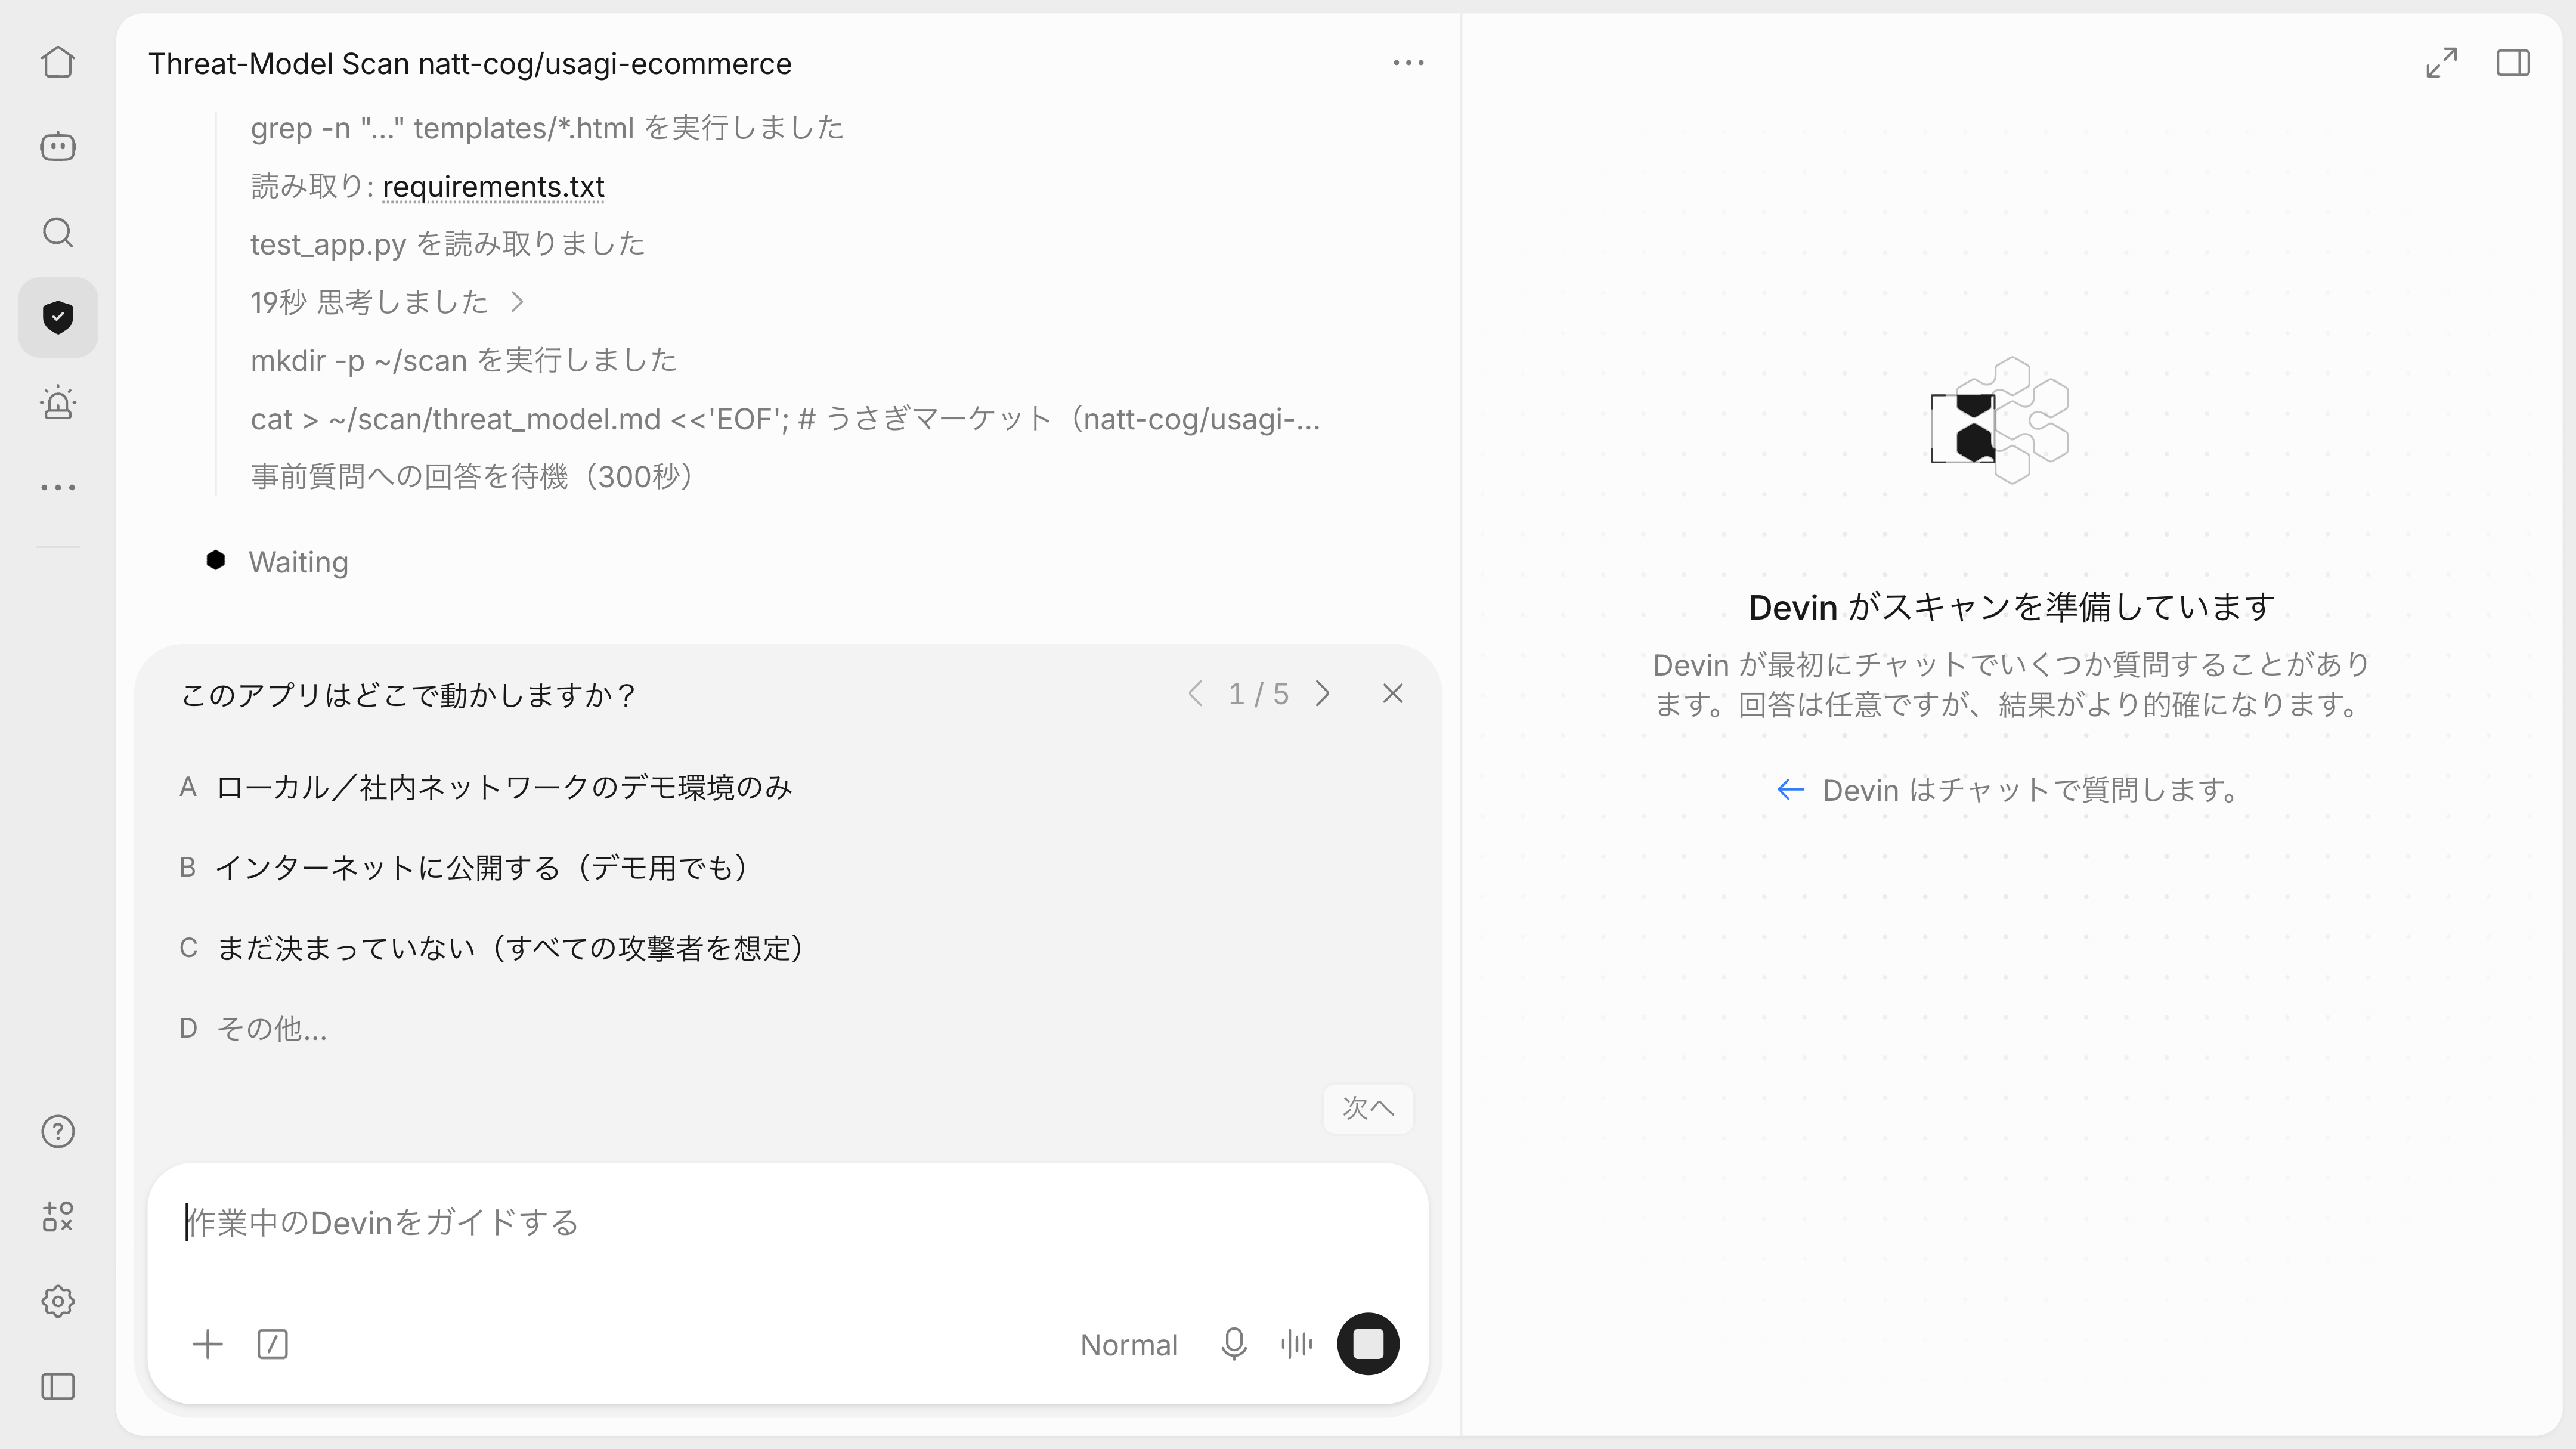 Threat-Model Scan natt-cog/usagi-ecommerce
grep -n "..." templates/*.html を実行しました
読み取り: requirements.txt
test_app.py を読み取りました
19秒 思考しました
mkdir -p ~/scan を実行しました
cat > ~/scan/threat_model.md <<'EOF'; # うさぎマーケット（natt-cog/usagi-...
事前質問への回答を待機（300秒）
Waiting
このアプリはどこで動かしますか？
1 / 5
A ローカル／社内ネットワークのデモ環境のみ
B インターネットに公開する（デモ用でも）
C まだ決まっていない（すべての攻撃者を想定）
D その他...
次へ
作業中のDevinをガイドする
Normal
Devin がスキャンを準備しています
Devin が最初にチャットでいくつか質問することがあり
ます。回答は任意ですが、結果がより的確になります。
← Devin はチャットで質問します。